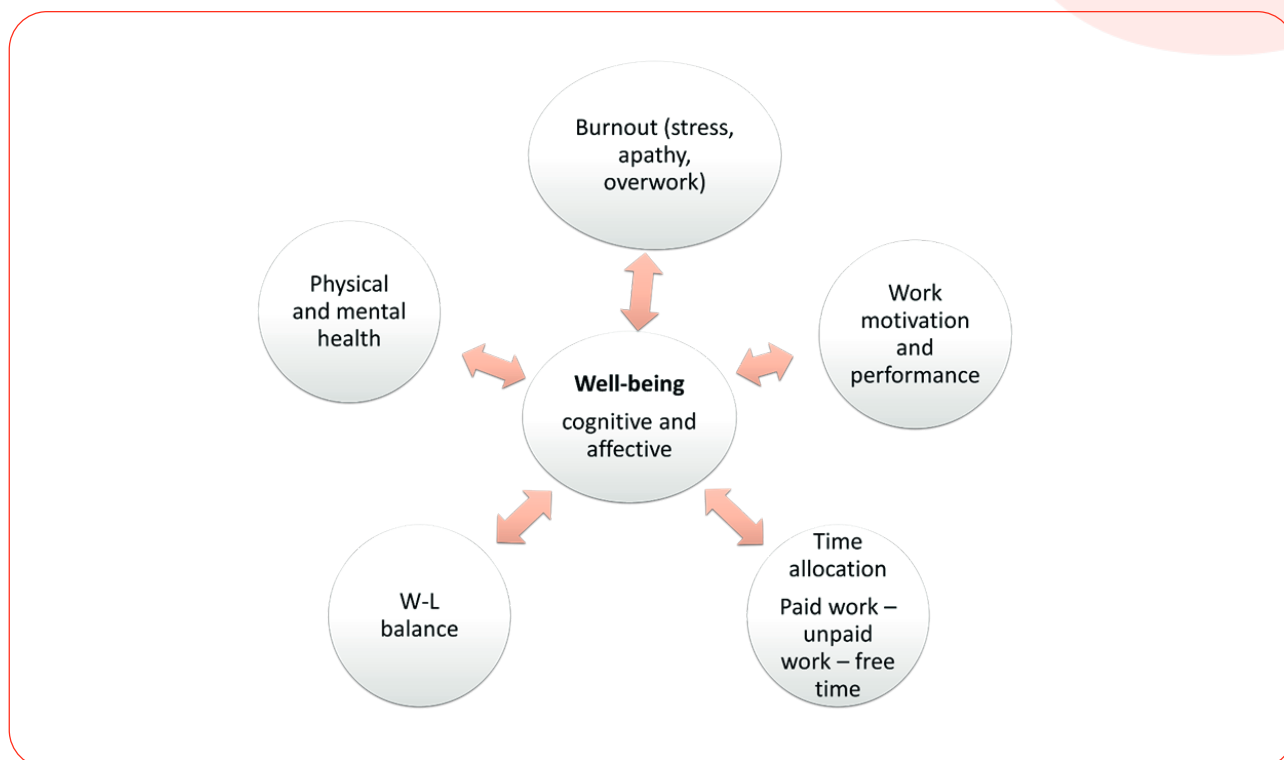 Burnout (stress,
apathy,
overwork)
Physical
and mental
health
Work
motivation
and
performance
Well-being
cognitive and
affective
W-L
balance
Time
allocation
Paid work –
unpaid
work – free
time